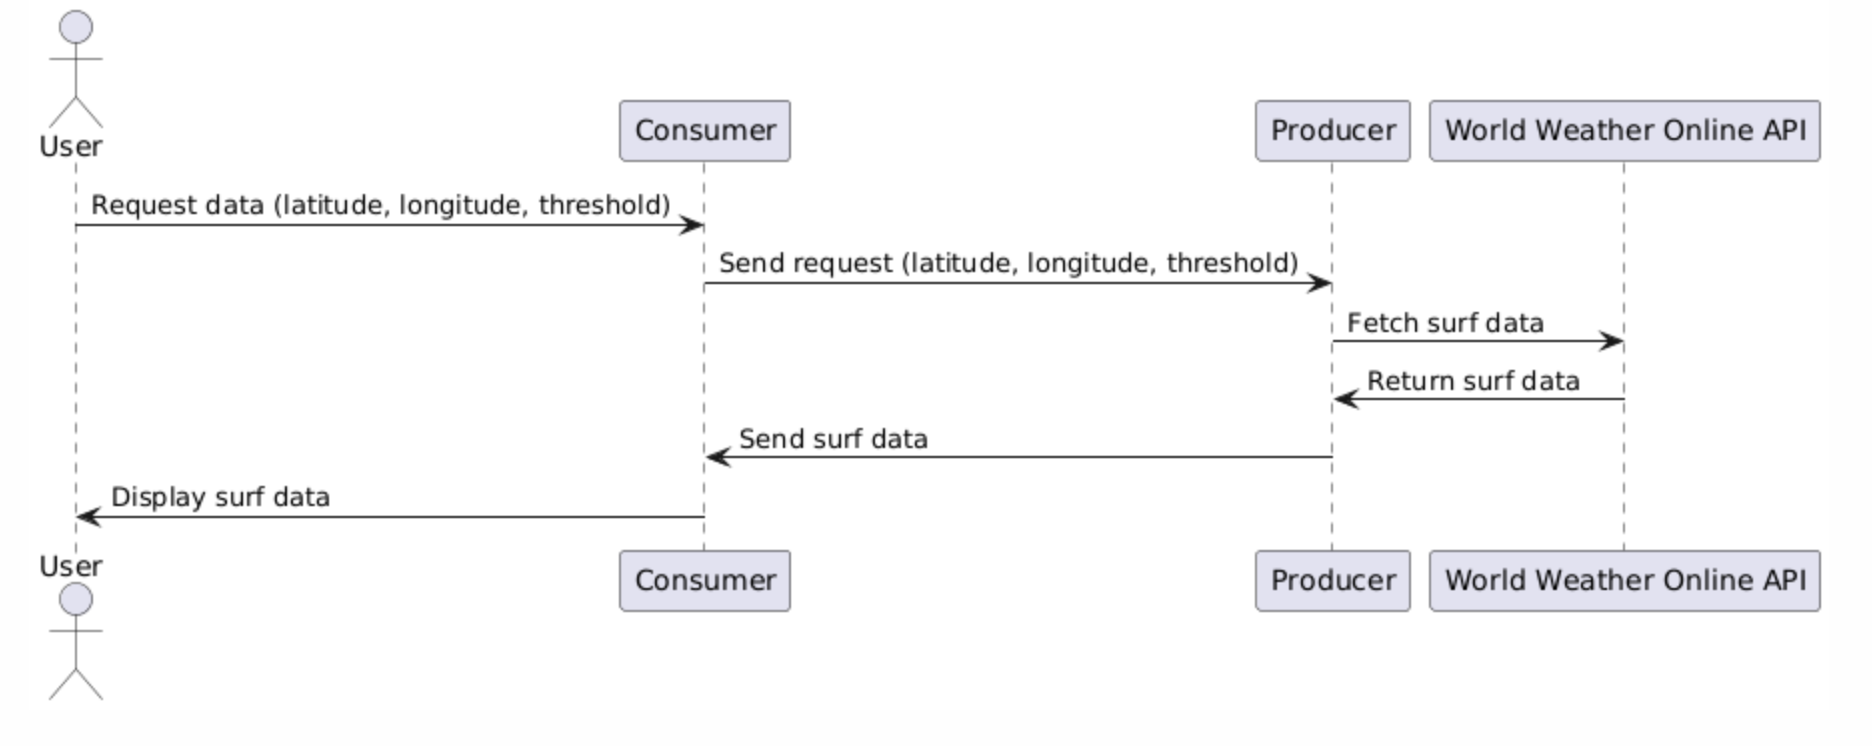 User
Consumer
Producer
World Weather Online API
Request data (latitude, longitude, threshold)
Send request (latitude, longitude, threshold)
Fetch surf data
Return surf data
Send surf data
Display surf data
User
Consumer
Producer
World Weather Online API